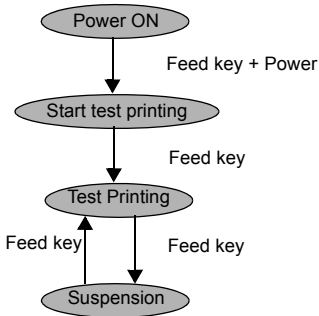 Power ON
Feed key + Power
Start test printing
Feed key
Test Printing
Feed key
Feed key
Suspension